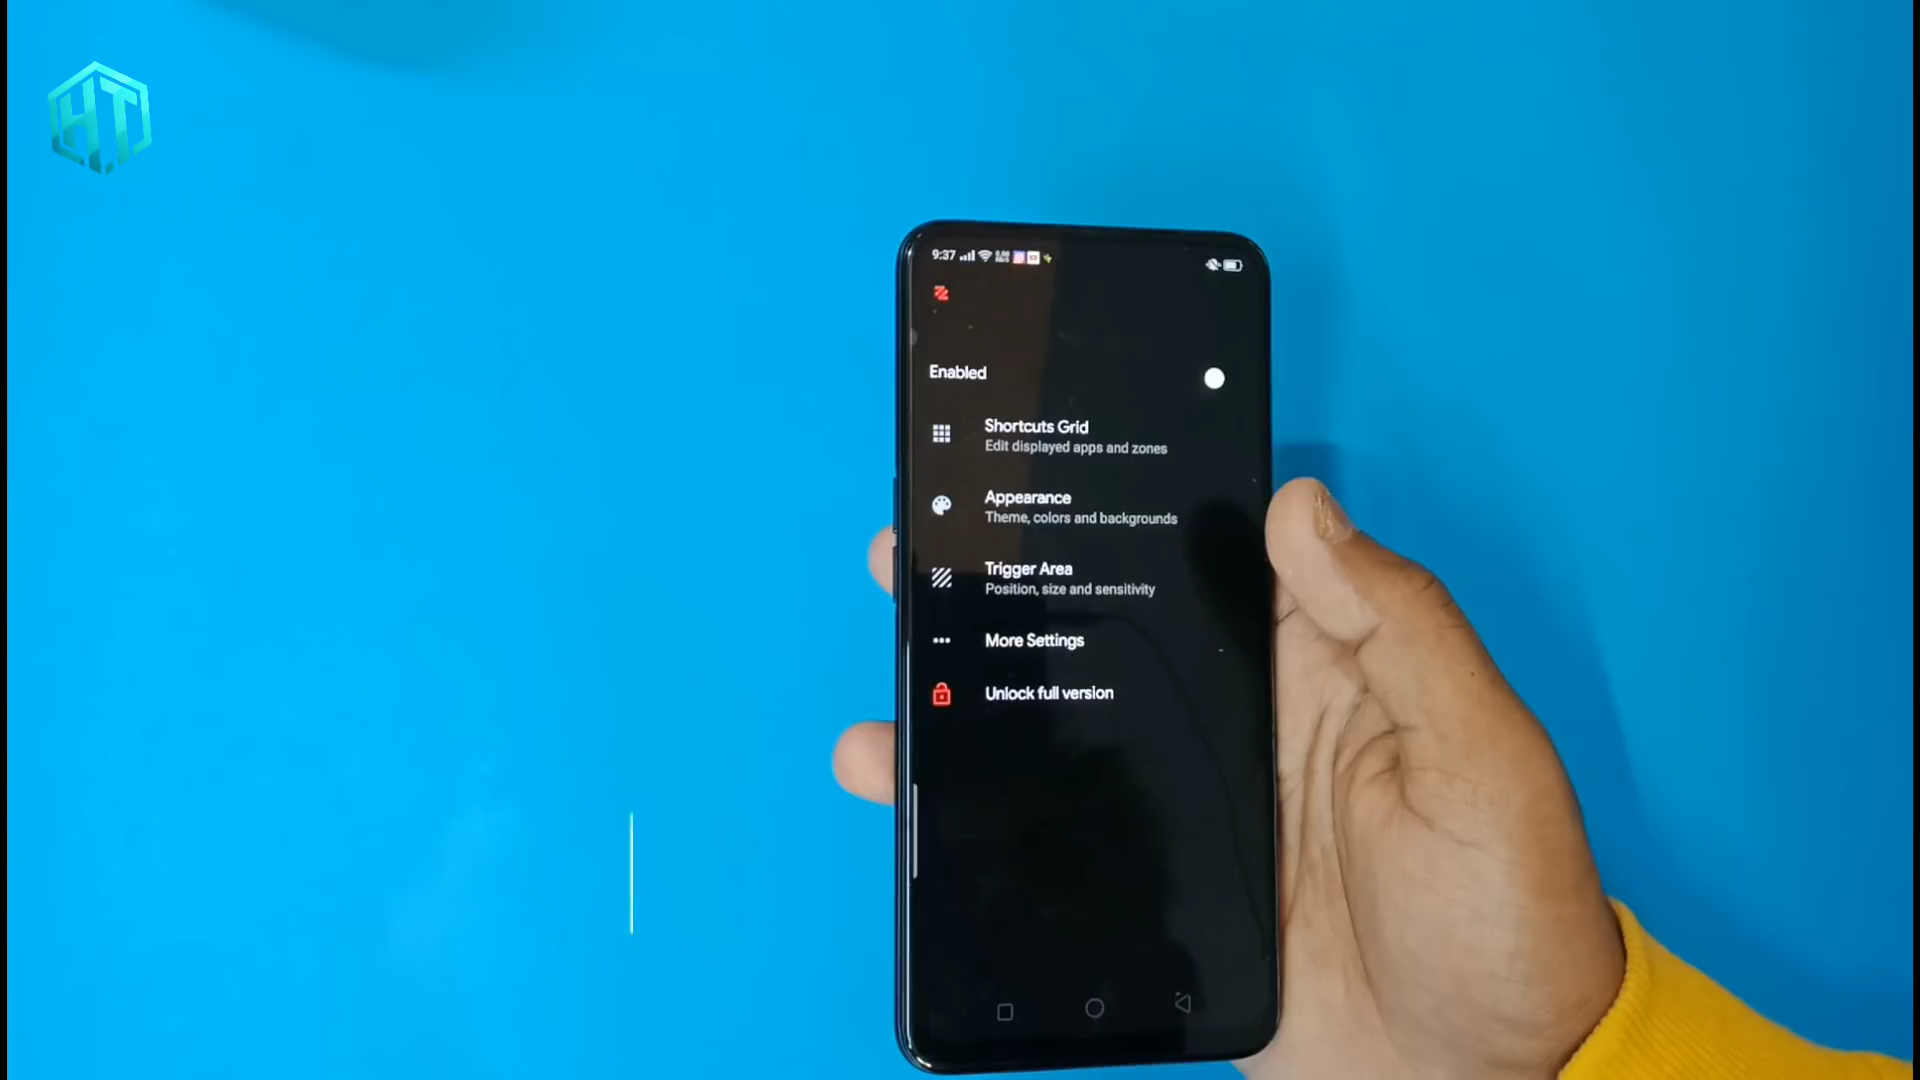 HT
9:37
Enabled
Shortcuts Grid
Edit displayed apps and zones
Appearance
Theme, colors and backgrounds
Trigger Area
Position, size and sensitivity
More Settings
Unlock full version